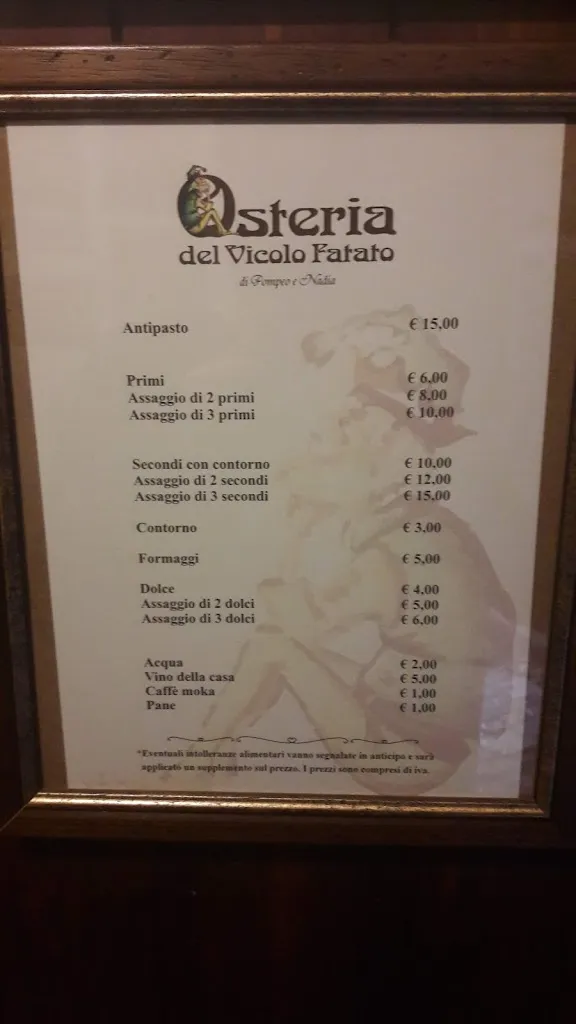 Osteria
del Vicolo Fatato
di Pompeo e Nadia
Antipasto € 15,00
Primi € 6,00
Assaggio di 2 primi € 8,00
Assaggio di 3 primi € 10,00
Secondi con contorno € 10,00
Assaggio di 2 secondi € 12,00
Assaggio di 3 secondi € 15,00
Contorno € 3,00
Formaggi € 5,00
Dolce € 4,00
Assaggio di 2 dolci € 5,00
Assaggio di 3 dolci € 6,00
Acqua € 2,00
Vino della casa € 5,00
Caffè moka € 1,00
Pane € 1,00
*Eventuali intolleranze alimentari vanno segnalate in anticipo e sarà
applicato un supplemento sul prezzo. I prezzi sono compresi di iva.